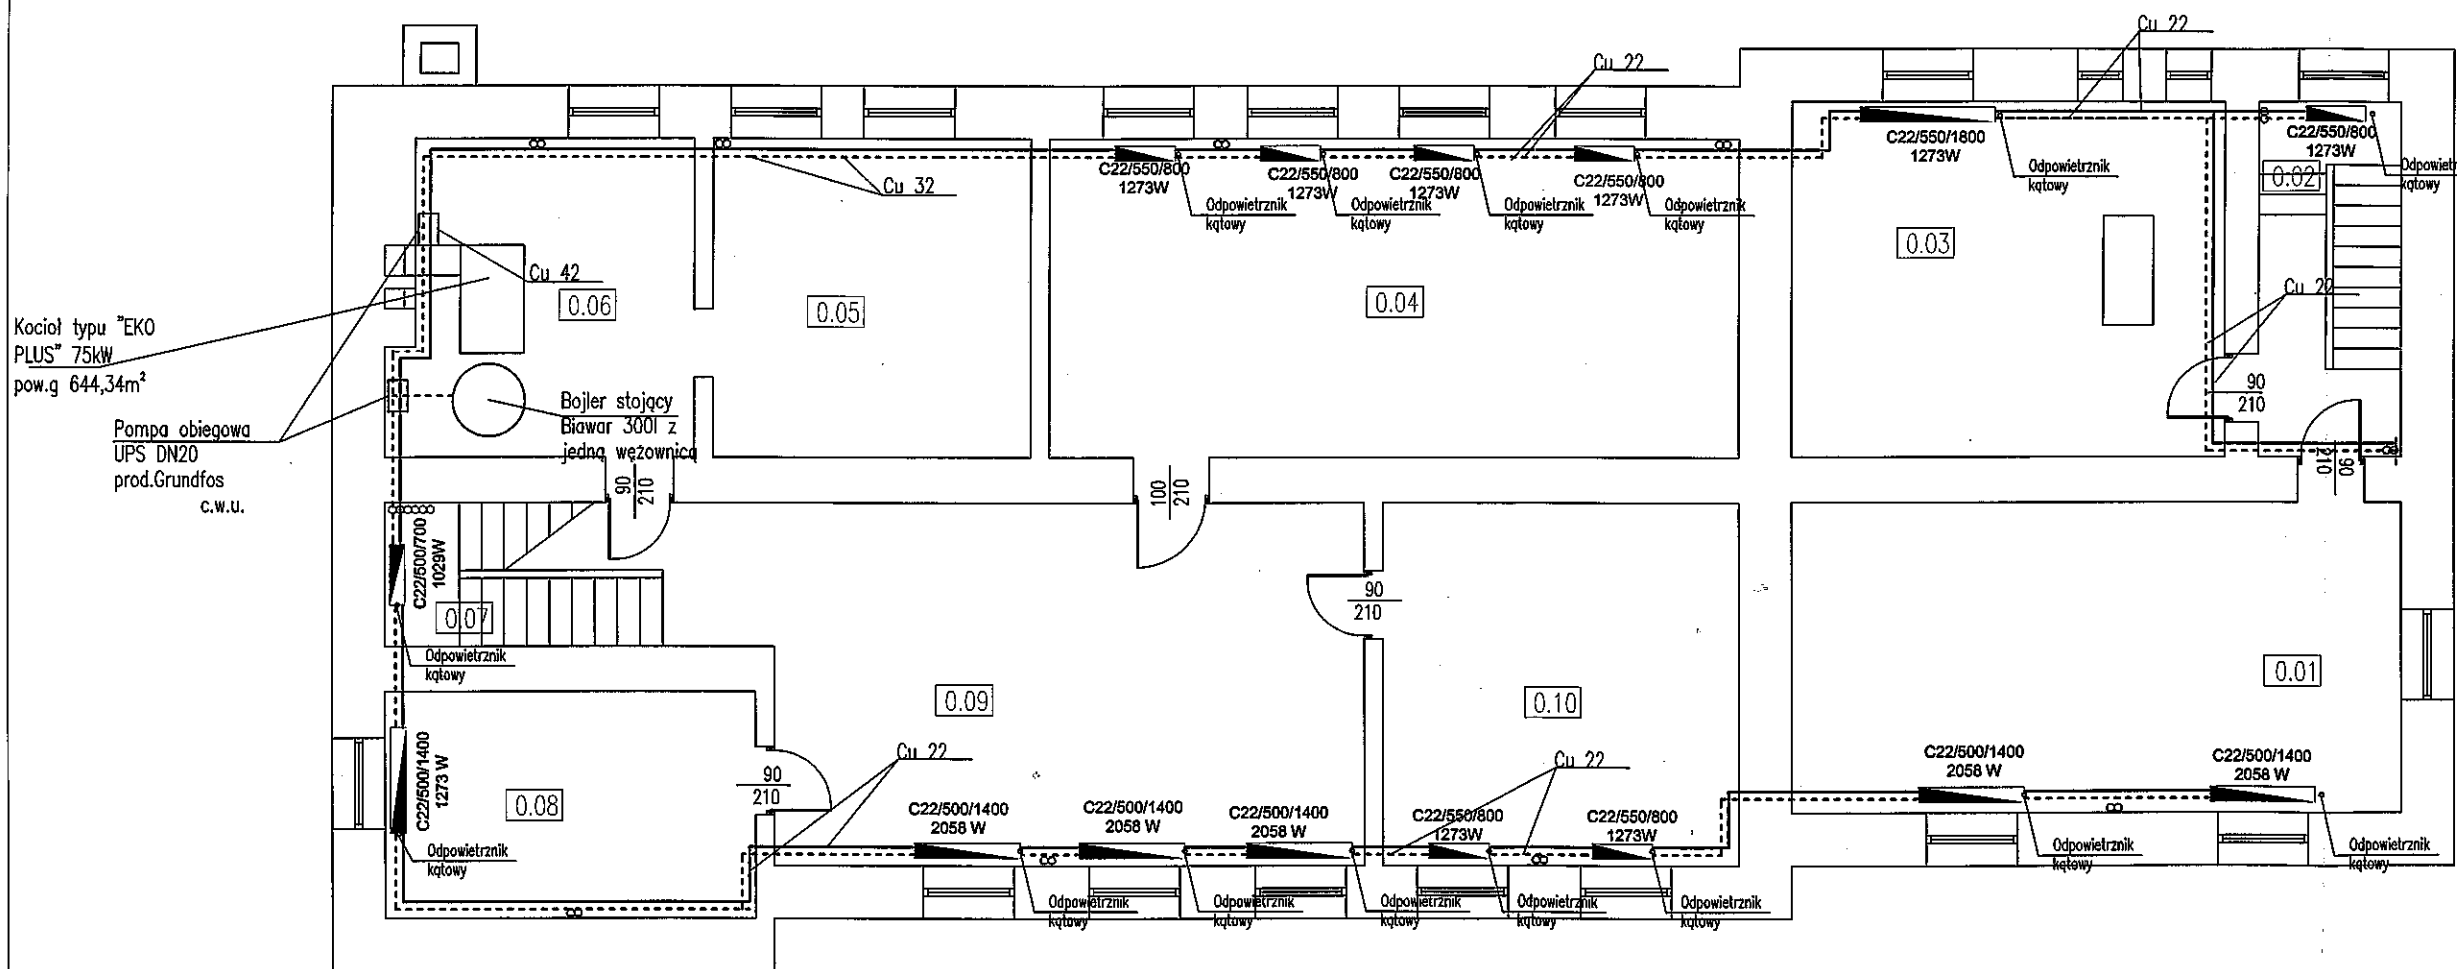 Cu 22
Cu 22
C22/550/800
1273W
C22/550/800
1273W
C22/550/800
1273W
C22/550/800
1273W
C22/550/1800
1273W
C22/550/800
1273W
Odpowietrznik
kątowy
Odpowietrznik
kątowy
Odpowietrznik
kątowy
Odpowietrznik
kątowy
Odpowietrznik
kątowy
Odpowiet
kątowy
Cu 32
0.02
0.03
Cu 42
0.06
0.05
0.04
Cu 22
Kocioł typu "EKO
PLUS" 75kW
pow.g 644,34m²
Pompa obiegowa
UPS DN20
prod.Grundfos
c.w.u.
Bojler stojący
Biawar 300l z
jedną wężownicą
90
210
90
210
90
210
100
210
C22/500/700
1029W
0.07
Odpowietrznik
kątowy
90
210
0.09
0.10
0.01
C22/500/1400
1273 W
0.08
Odpowietrznik
kątowy
90
210
Cu 22
Cu 22
C22/500/1400
2058 W
C22/500/1400
2058 W
C22/500/1400
2058 W
C22/550/800
1273W
C22/550/800
1273W
C22/500/1400
2058 W
C22/500/1400
2058 W
Odpowietrznik
kątowy
Odpowietrznik
kątowy
Odpowietrznik
kątowy
Odpowietrznik
kątowy
Odpowietrznik
kątowy
Odpowietrznik
kątowy
Odpowietrznik
kątowy